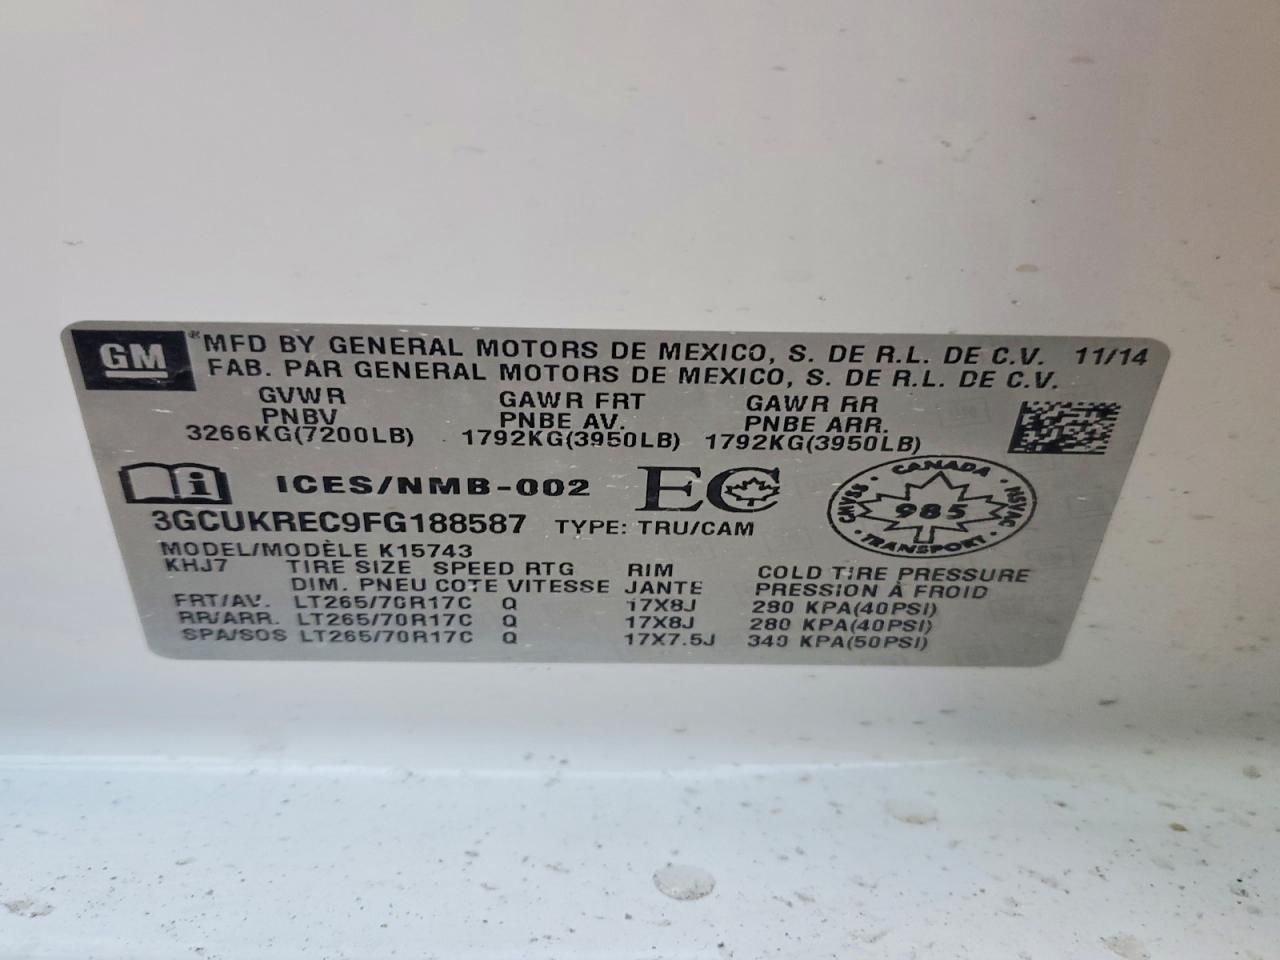 GM
*MFD BY GENERAL MOTORS DE MEXICO, S. DE R.L. DE C.V. 11/14
FAB. PAR GENERAL MOTORS DE MEXICO, S. DE R.L. DE C.V.
GVWR GAWR FRT GAWR RR
PNBV PNBE AV. PNBE ARR.
3266KG(7200LB) 1792KG(3950LB) 1792KG(3950LB)
i ICES/NMB-002 EC
CANADA
CMVSS 985 NSVAC
TRANSPORT
3GCUKREC9FG188587 TYPE: TRU/CAM
MODEL/MODÈLE K15743
KHJ7 TIRE SIZE SPEED RTG RIM COLD TIRE PRESSURE
DIM. PNEU COTE VITESSE JANTE PRESSION À FROID
FRT/AV. LT265/70R17C Q 17X8J 280 KPA(40PSI)
RR/ARR. LT265/70R17C Q 17X8J 280 KPA(40PSI)
SPA/SOS LT265/70R17C Q 17X7.5J 340 KPA(50PSI)